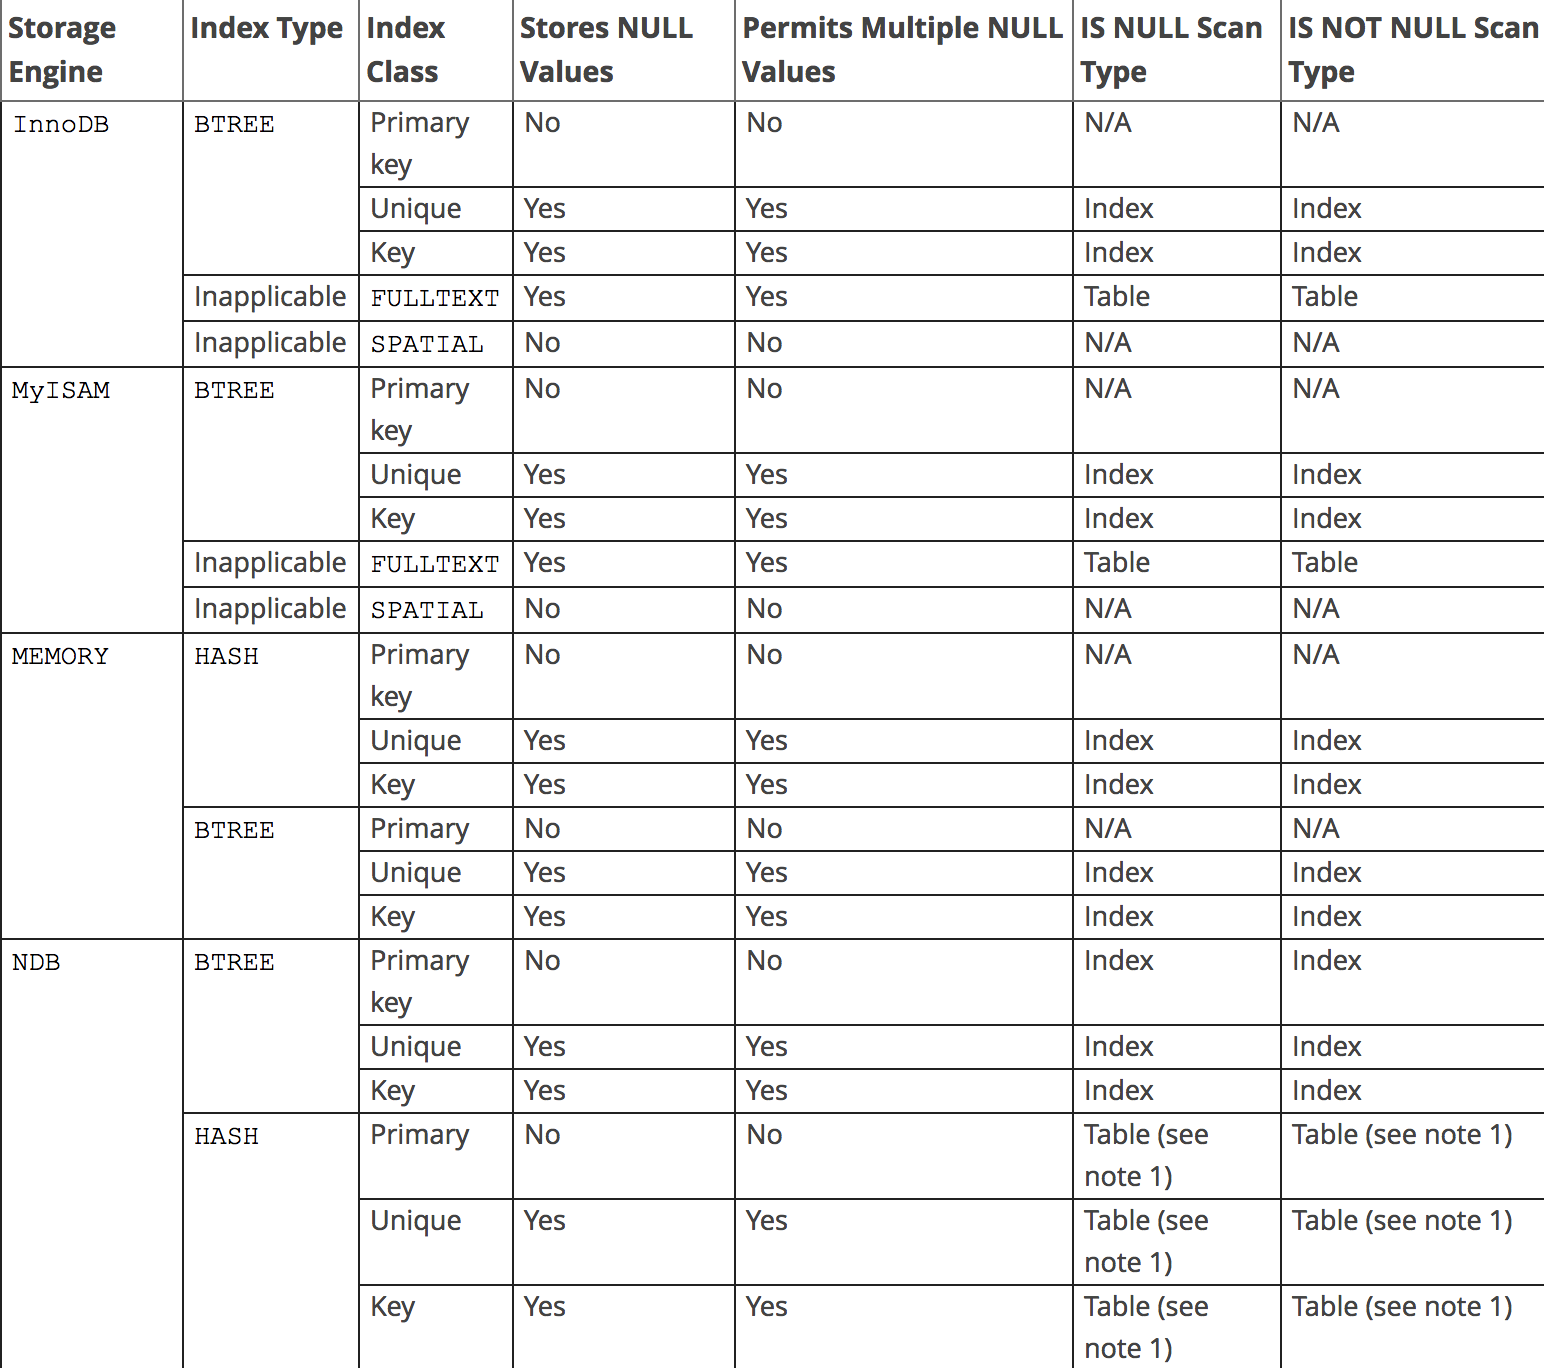 Storage Engine Index Type Index Class Stores NULL Values Permits Multiple NULL Values IS NULL Scan Type IS NOT NULL Scan Type
InnoDB BTREE Primary key No No N/A N/A
Unique Yes Yes Index Index
Key Yes Yes Index Index
Inapplicable FULLTEXT Yes Yes Table Table
Inapplicable SPATIAL No No N/A N/A
MyISAM BTREE Primary key No No N/A N/A
Unique Yes Yes Index Index
Key Yes Yes Index Index
Inapplicable FULLTEXT Yes Yes Table Table
Inapplicable SPATIAL No No N/A N/A
MEMORY HASH Primary key No No N/A N/A
Unique Yes Yes Index Index
Key Yes Yes Index Index
BTREE Primary No No N/A N/A
Unique Yes Yes Index Index
Key Yes Yes Index Index
NDB BTREE Primary key No No Index Index
Unique Yes Yes Index Index
Key Yes Yes Index Index
HASH Primary No No Table (see note 1) Table (see note 1)
Unique Yes Yes Table (see note 1) Table (see note 1)
Key Yes Yes Table (see note 1) Table (see note 1)